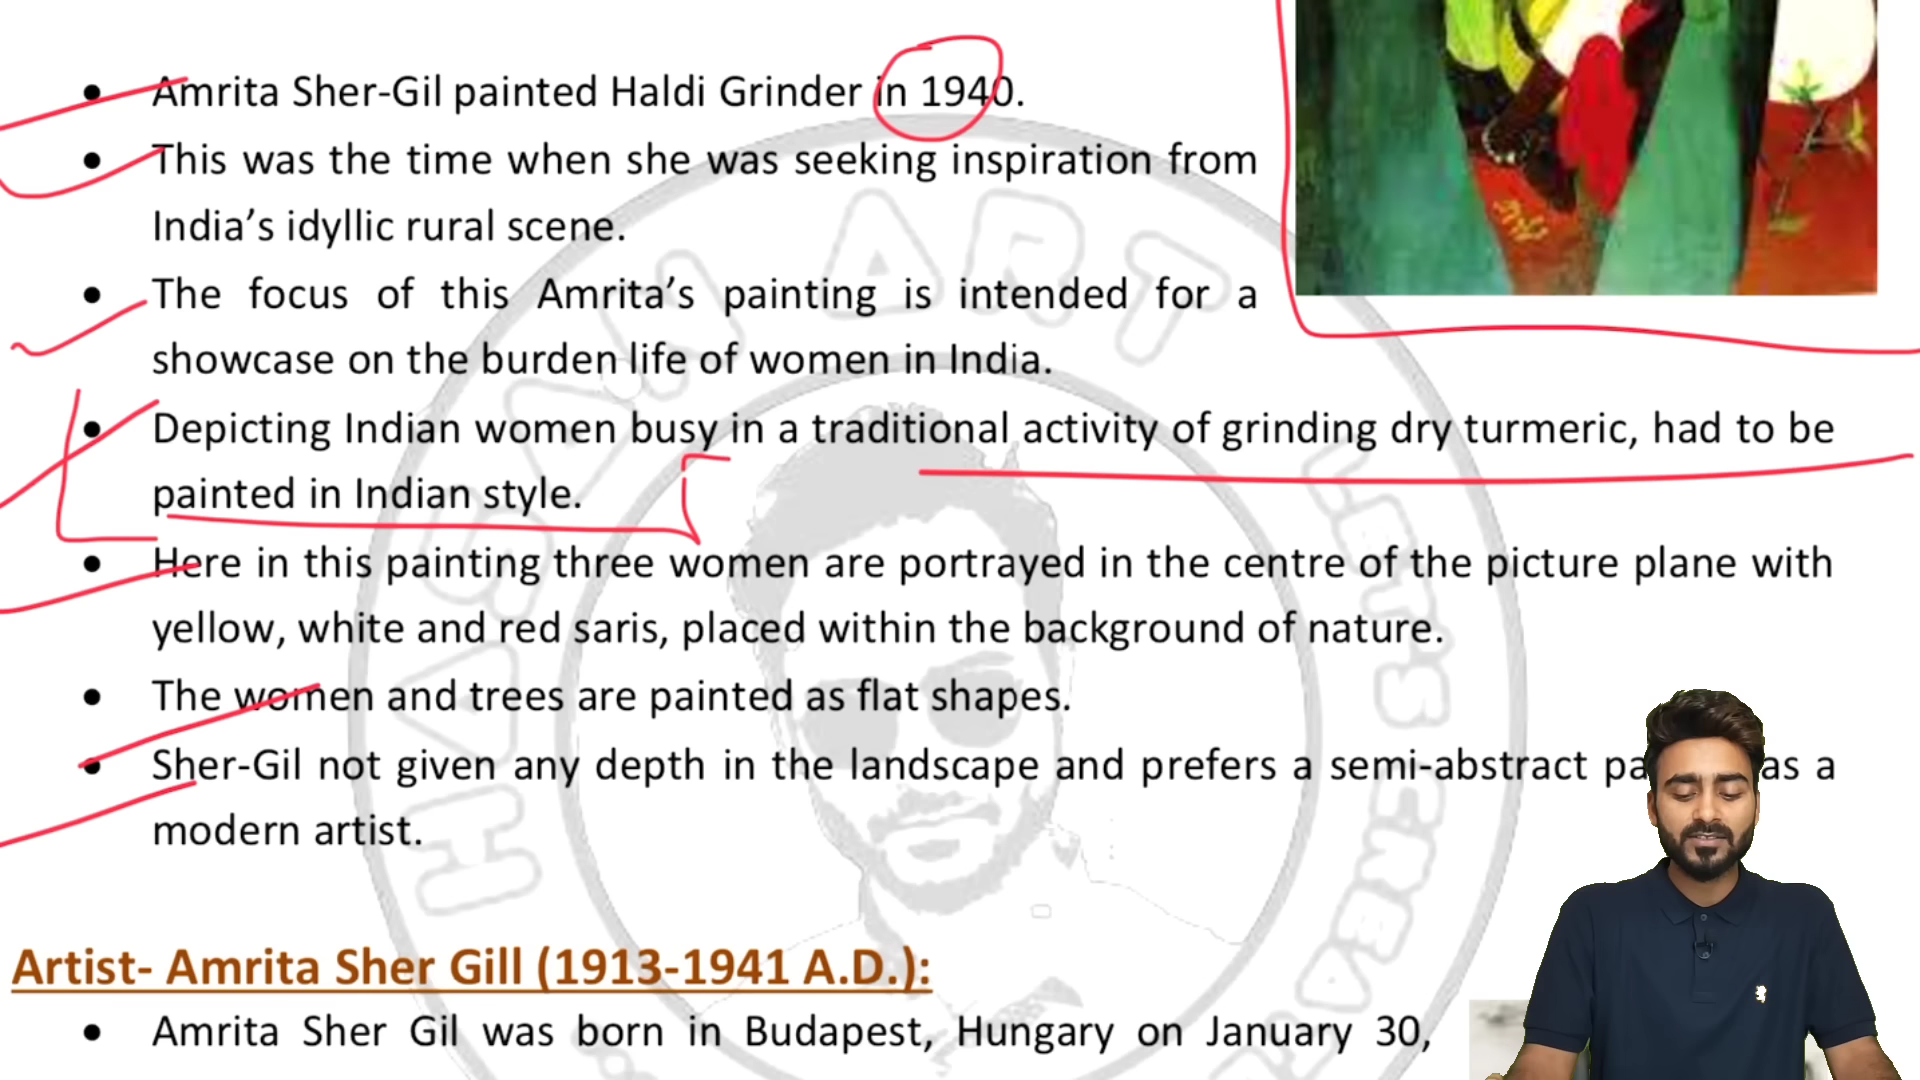 • Amrita Sher-Gil painted Haldi Grinder in 1940.
• This was the time when she was seeking inspiration from
India’s idyllic rural scene.
• The focus of this Amrita’s painting is intended for a
showcase on the burden life of women in India.
• Depicting Indian women busy in a traditional activity of grinding dry turmeric, had to be
painted in Indian style.
• Here in this painting three women are portrayed in the centre of the picture plane with
yellow, white and red saris, placed within the background of nature.
• The women and trees are painted as flat shapes.
• Sher-Gil not given any depth in the landscape and prefers a semi-abstract as a
modern artist.
Artist- Amrita Sher Gill (1913-1941 A.D.):
• Amrita Sher Gil was born in Budapest, Hungary on January 30,